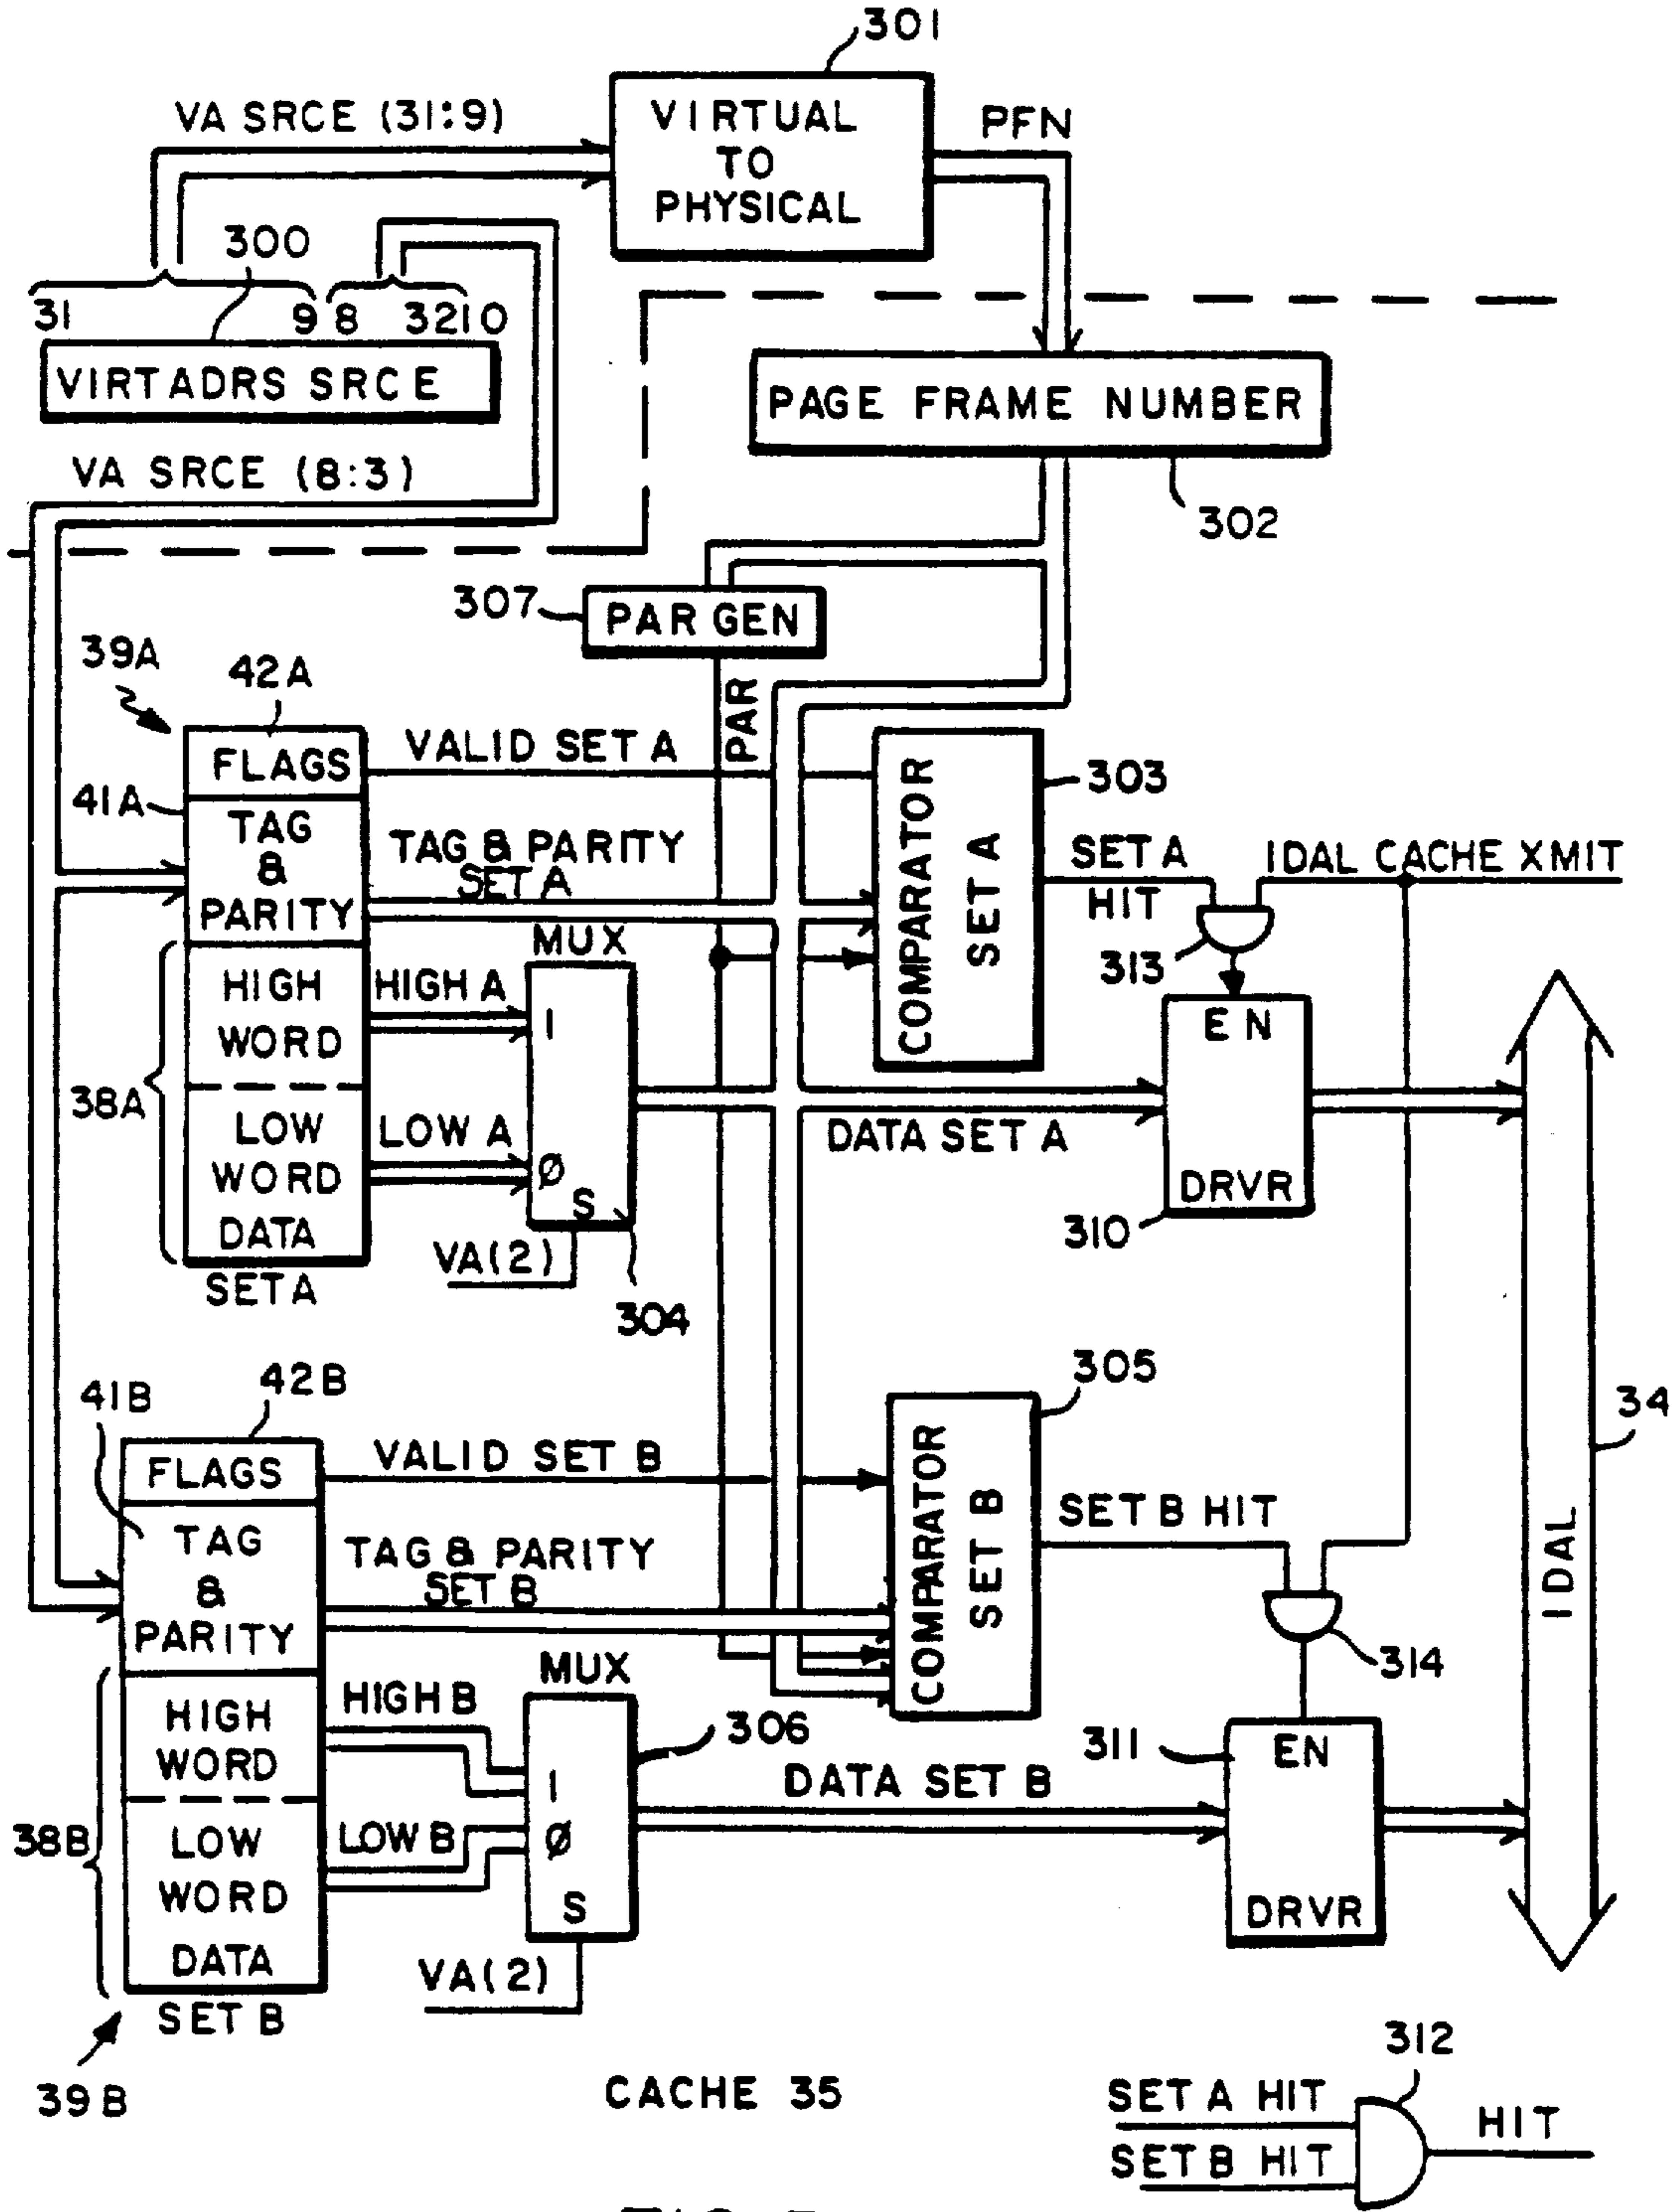 301
VA SRCE (31:9)
VIRTUAL
TO
PHYSICAL
PFN
300
31 9 8 3210
VIRTADRS SRCE
PAGE FRAME NUMBER
VA SRCE (8:3)
302
307
PAR GEN
39A
42A
PAR
FLAGS
VALID SET A
41A
TAG
&
PARITY
TAG & PARITY
SET A
COMPARATOR
SET A
303
SET A
HIT
IDAL CACHE XMIT
313
MUX
HIGH
WORD
HIGH A
1
EN
38A
LOW
WORD
DATA
LOW A
Ø
S
DATA SET A
DRVR
310
SET A
VA(2)
304
42B
41B
305
34
FLAGS
VALID SET B
COMPARATOR
SET B
SET B HIT
IDAL
TAG
&
PARITY
TAG & PARITY
SET B
314
MUX
HIGH
WORD
HIGH B
306
311
EN
1
DATA SET B
38B
LOW
WORD
DATA
LOW B
Ø
S
DRVR
VA(2)
SET B
39B
CACHE 35
312
SET A HIT
SET B HIT
HIT